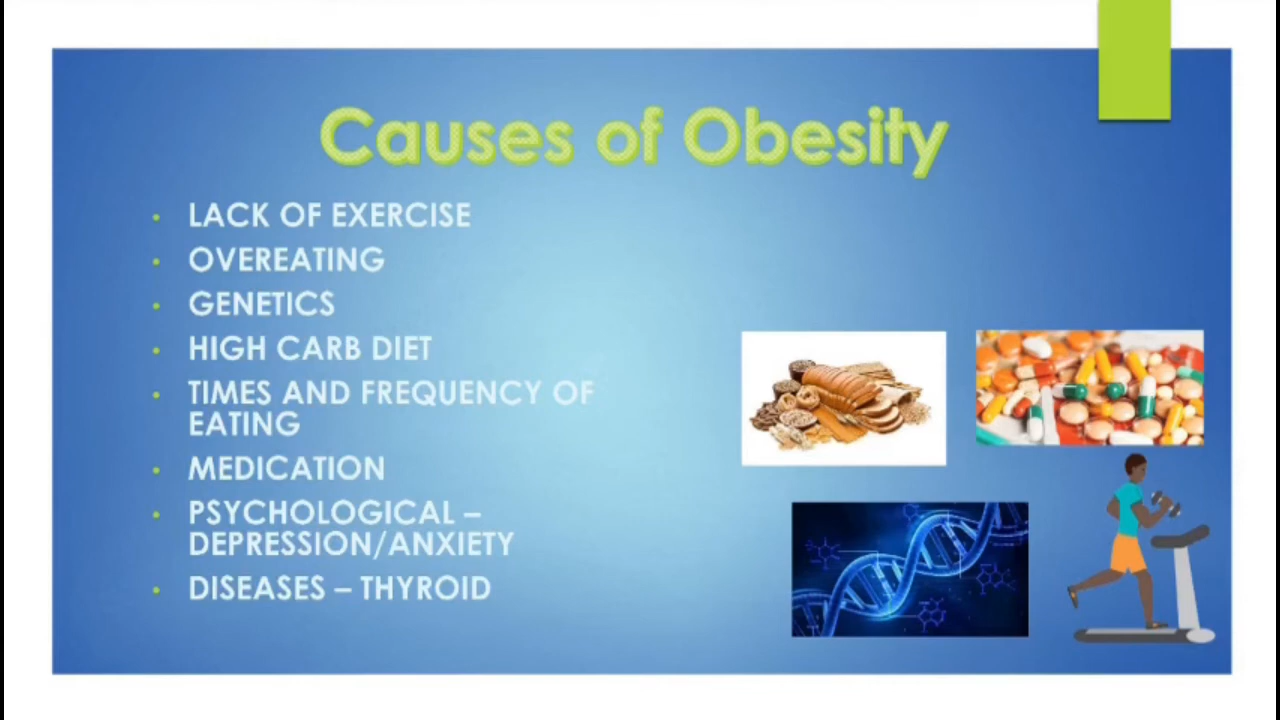 Causes of Obesity
LACK OF EXERCISE
OVEREATING
GENETICS
HIGH CARB DIET
TIMES AND FREQUENCY OF
EATING
MEDICATION
PSYCHOLOGICAL –
DEPRESSION/ANXIETY
DISEASES – THYROID